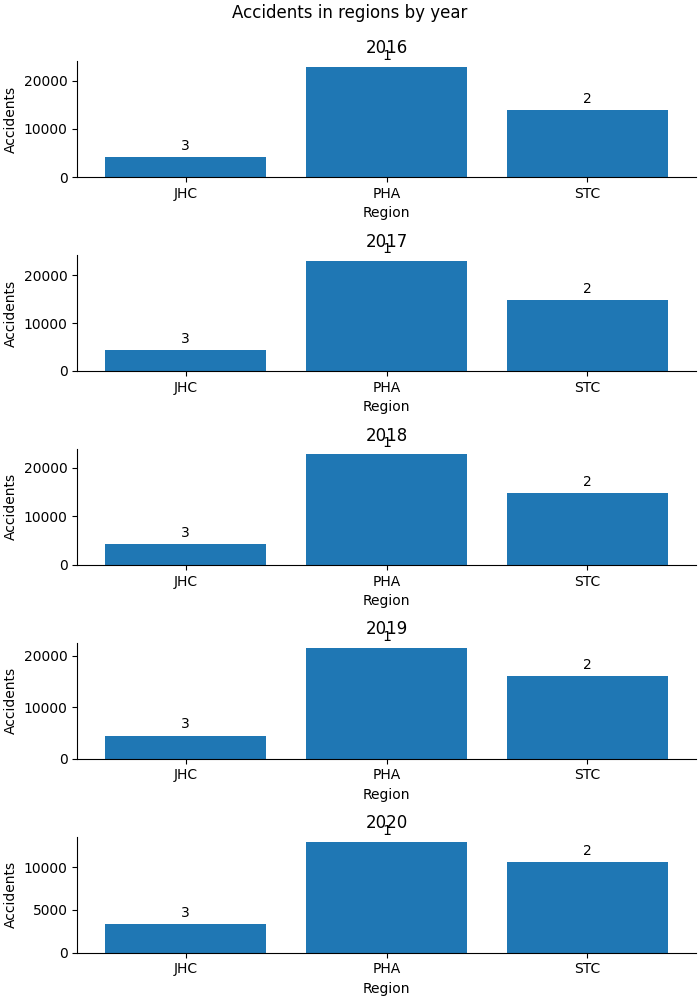 Accidents in regions by year
2016
1
2
3
20000
10000
0
Accidents
JHC PHA STC
Region
2017
1
2
3
20000
10000
0
Accidents
JHC PHA STC
Region
2018
1
2
3
20000
10000
0
Accidents
JHC PHA STC
Region
2019
1
2
3
20000
10000
0
Accidents
JHC PHA STC
Region
2020
1
2
3
10000
5000
0
Accidents
JHC PHA STC
Region